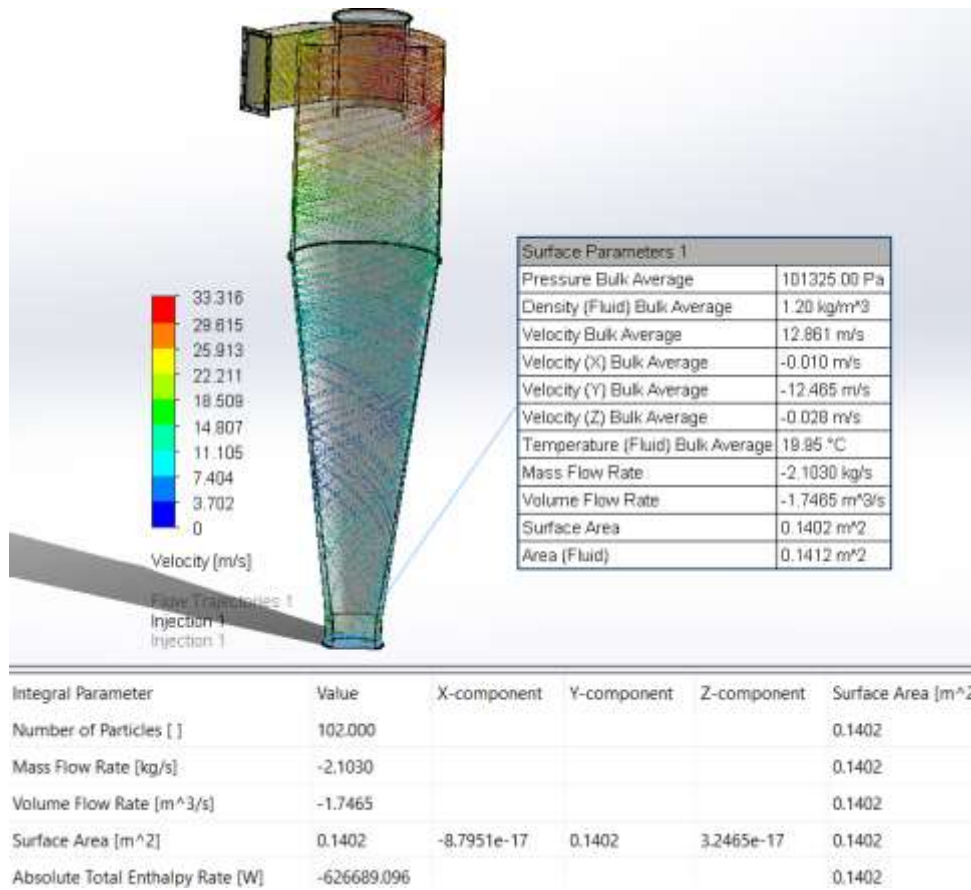 Surface Parameters 1
Pressure Bulk Average 101325.00 Pa
Density (Fluid) Bulk Average 1.20 kg/m^3
Velocity Bulk Average 12.861 m/s
Velocity (X) Bulk Average -0.010 m/s
Velocity (Y) Bulk Average -12.465 m/s
Velocity (Z) Bulk Average -0.028 m/s
Temperature (Fluid) Bulk Average 19.85 °C
Mass Flow Rate -2.1030 kg/s
Volume Flow Rate -1.7465 m^3/s
Surface Area 0.1402 m^2
Area (Fluid) 0.1412 m^2
33.316
29.615
25.913
22.211
18.509
14.807
11.105
7.404
3.702
0
Velocity [m/s]
Flow Trajectories 1
Injection 1
Injection 1
Integral Parameter Value X-component Y-component Z-component Surface Area [m^2
Number of Particles [ ] 102.000 0.1402
Mass Flow Rate [kg/s] -2.1030 0.1402
Volume Flow Rate [m^3/s] -1.7465 0.1402
Surface Area [m^2] 0.1402 -8.7951e-17 0.1402 3.2465e-17 0.1402
Absolute Total Enthalpy Rate [W] -626689.096 0.1402